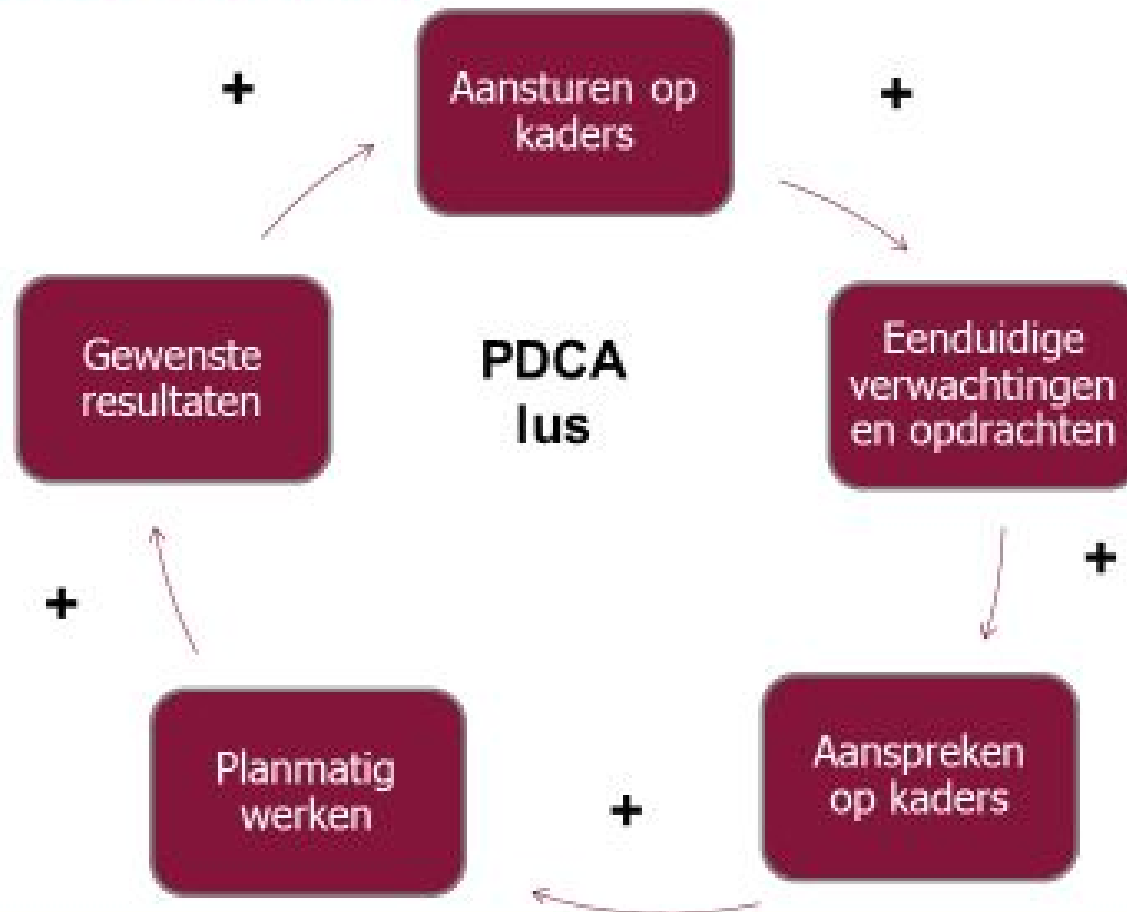 +
Aansturen op
kaders
+
Gewenste
resultaten
PDCA
lus
Eenduidige
verwachtingen
en opdrachten
+
+
Planmatig
werken
+
Aanspreken
op kaders